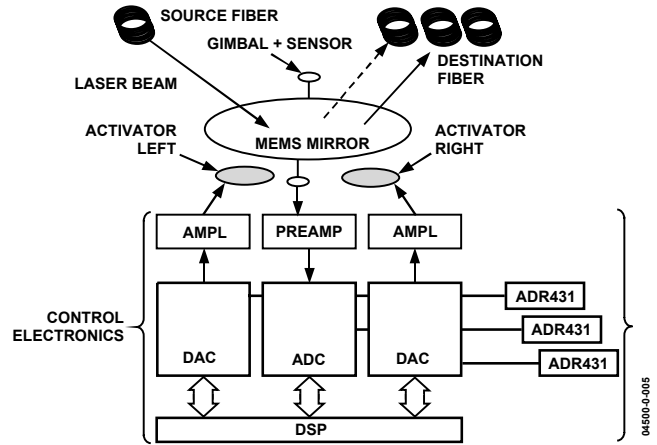 SOURCE FIBER
GIMBAL + SENSOR
DESTINATION
FIBER
LASER BEAM
MEMS MIRROR
ACTIVATOR
LEFT
ACTIVATOR
RIGHT
AMPL
PREAMP
AMPL
CONTROL
ELECTRONICS
DAC
ADC
DAC
ADR431
ADR431
ADR431
DSP
04500-0-005